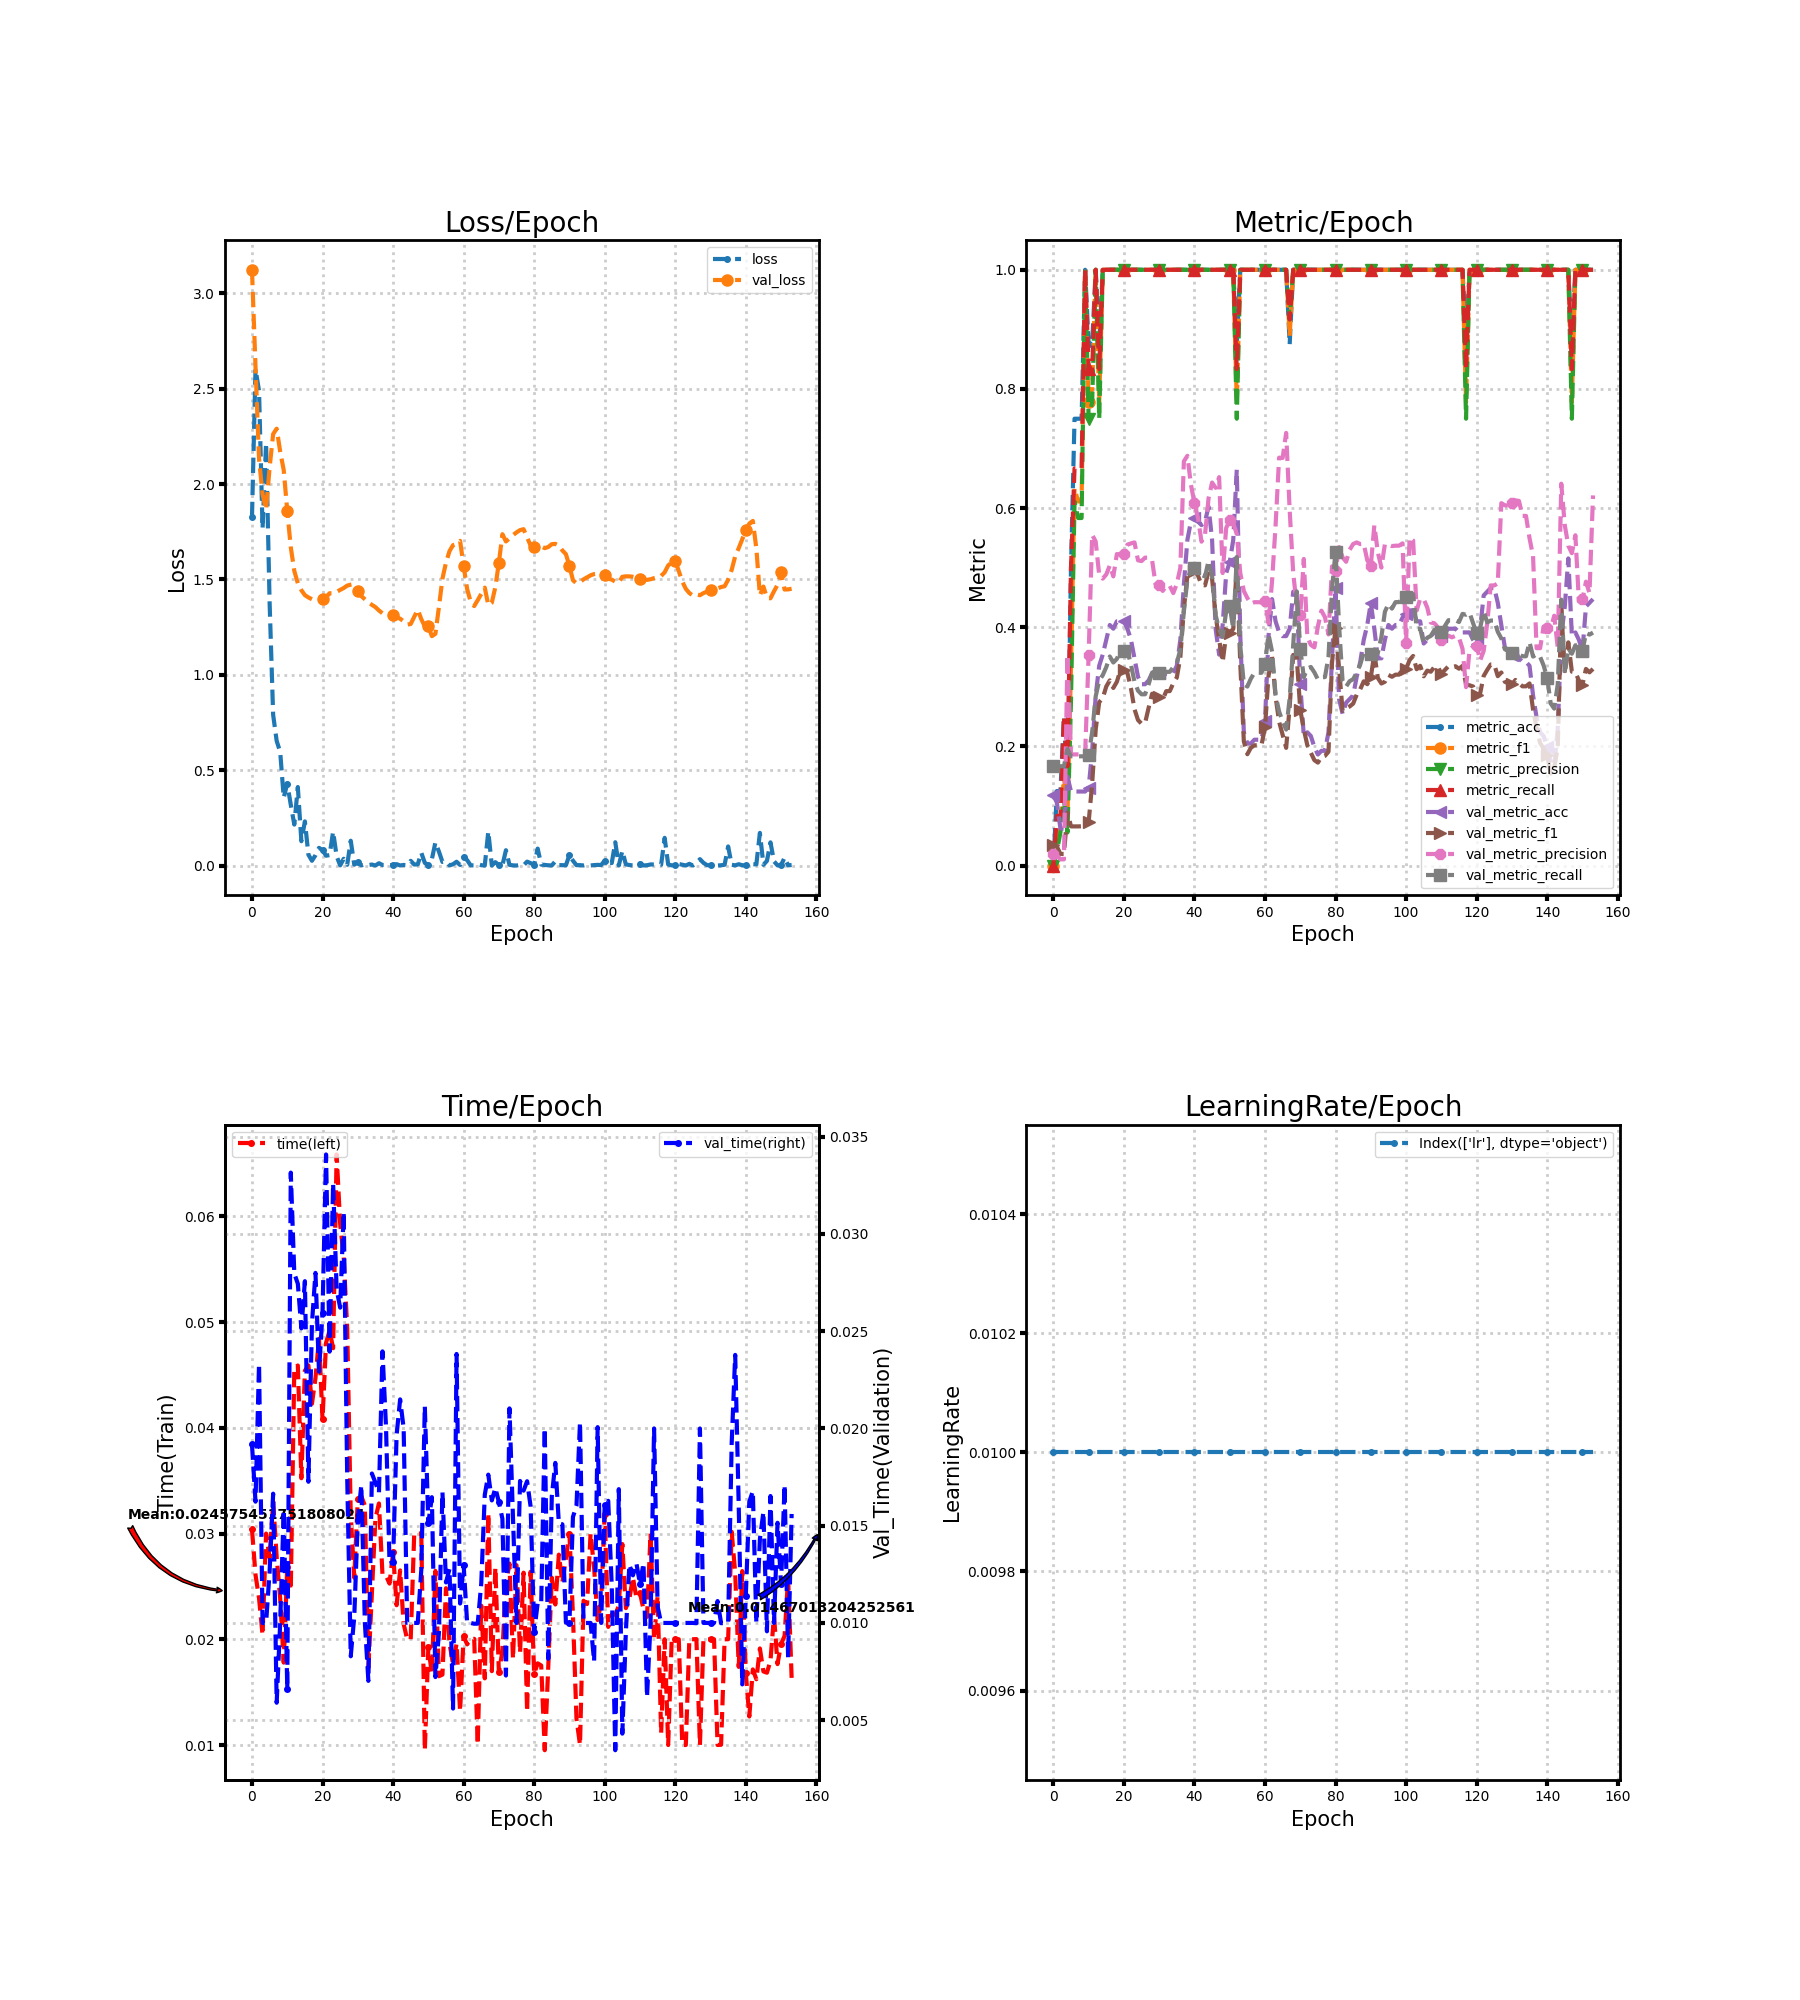 Loss/Epoch
loss
val_loss
3.0
2.5
2.0
1.5
1.0
0.5
0.0
Loss
0 20 40 60 80 100 120 140 160
Epoch
Metric/Epoch
1.0
0.8
0.6
0.4
0.2
0.0
Metric
metric_acc
metric_f1
metric_precision
metric_recall
val_metric_acc
val_metric_f1
val_metric_precision
val_metric_recall
0 20 40 60 80 100 120 140 160
Epoch
Time/Epoch
time(left)
val_time(right)
0.06
0.05
0.04
0.03
0.02
0.01
Time(Train)
0.035
0.030
0.025
0.020
0.015
0.010
0.005
Val_Time(Validation)
0 20 40 60 80 100 120 140 160
Epoch
LearningRate/Epoch
Index(['lr'], dtype='object')
0.0104
0.0102
0.0100
0.0098
0.0096
LearningRate
0 20 40 60 80 100 120 140 160
Epoch